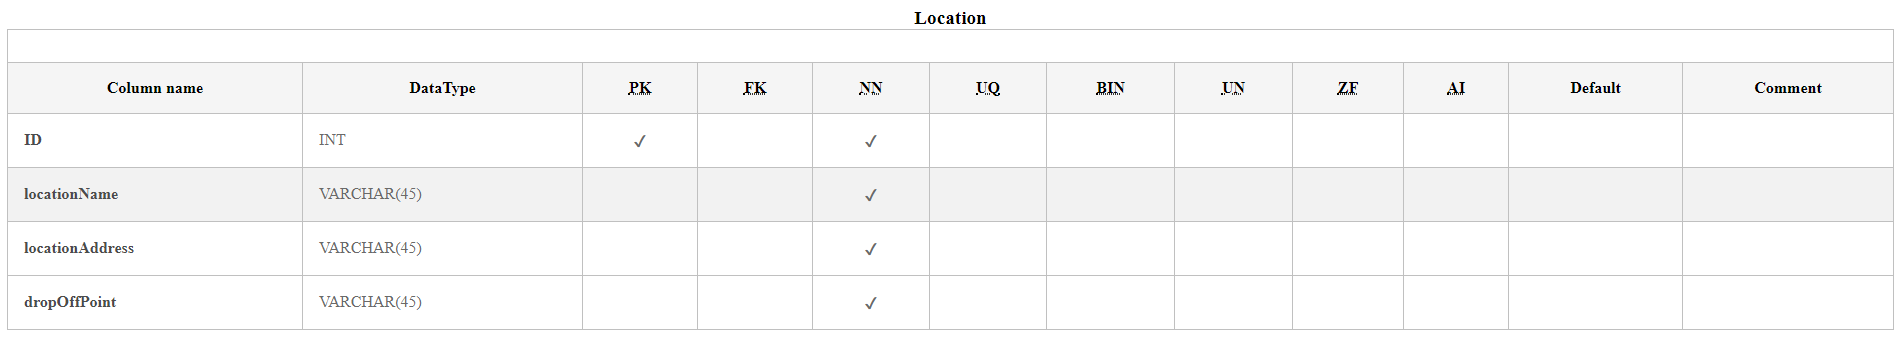 Location
Column name DataType PK FK NN UQ BIN UN ZF AI Default Comment
ID INT ✓ ✓
locationName VARCHAR(45) ✓
locationAddress VARCHAR(45) ✓
dropOffPoint VARCHAR(45) ✓